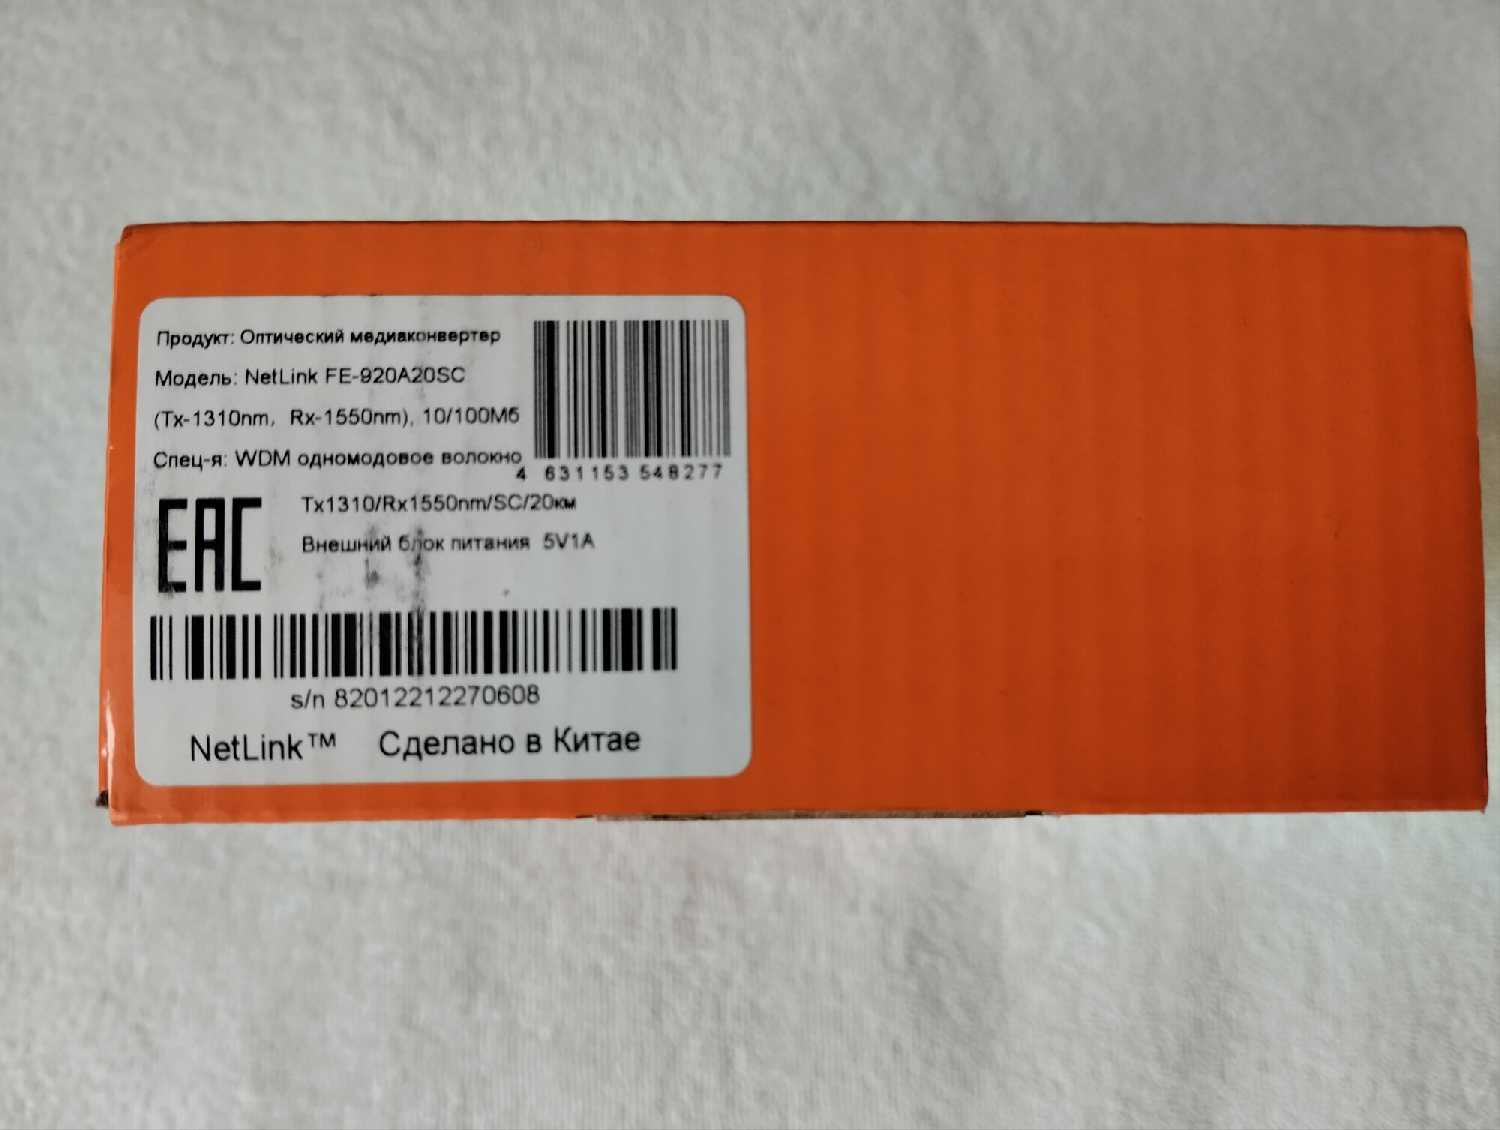 Продукт: Оптический медиаконвертер
Модель: NetLink FE-920A20SC
(Tx-1310nm, Rx-1550nm), 10/100Мб
Спец-я: WDM одномодовое волокно
4 631153 548277
EAC
Tx1310/Rx1550nm/SC/20км
Внешний блок питания 5V1A
s/n 82012212270608
NetLink™ Сделано в Китае